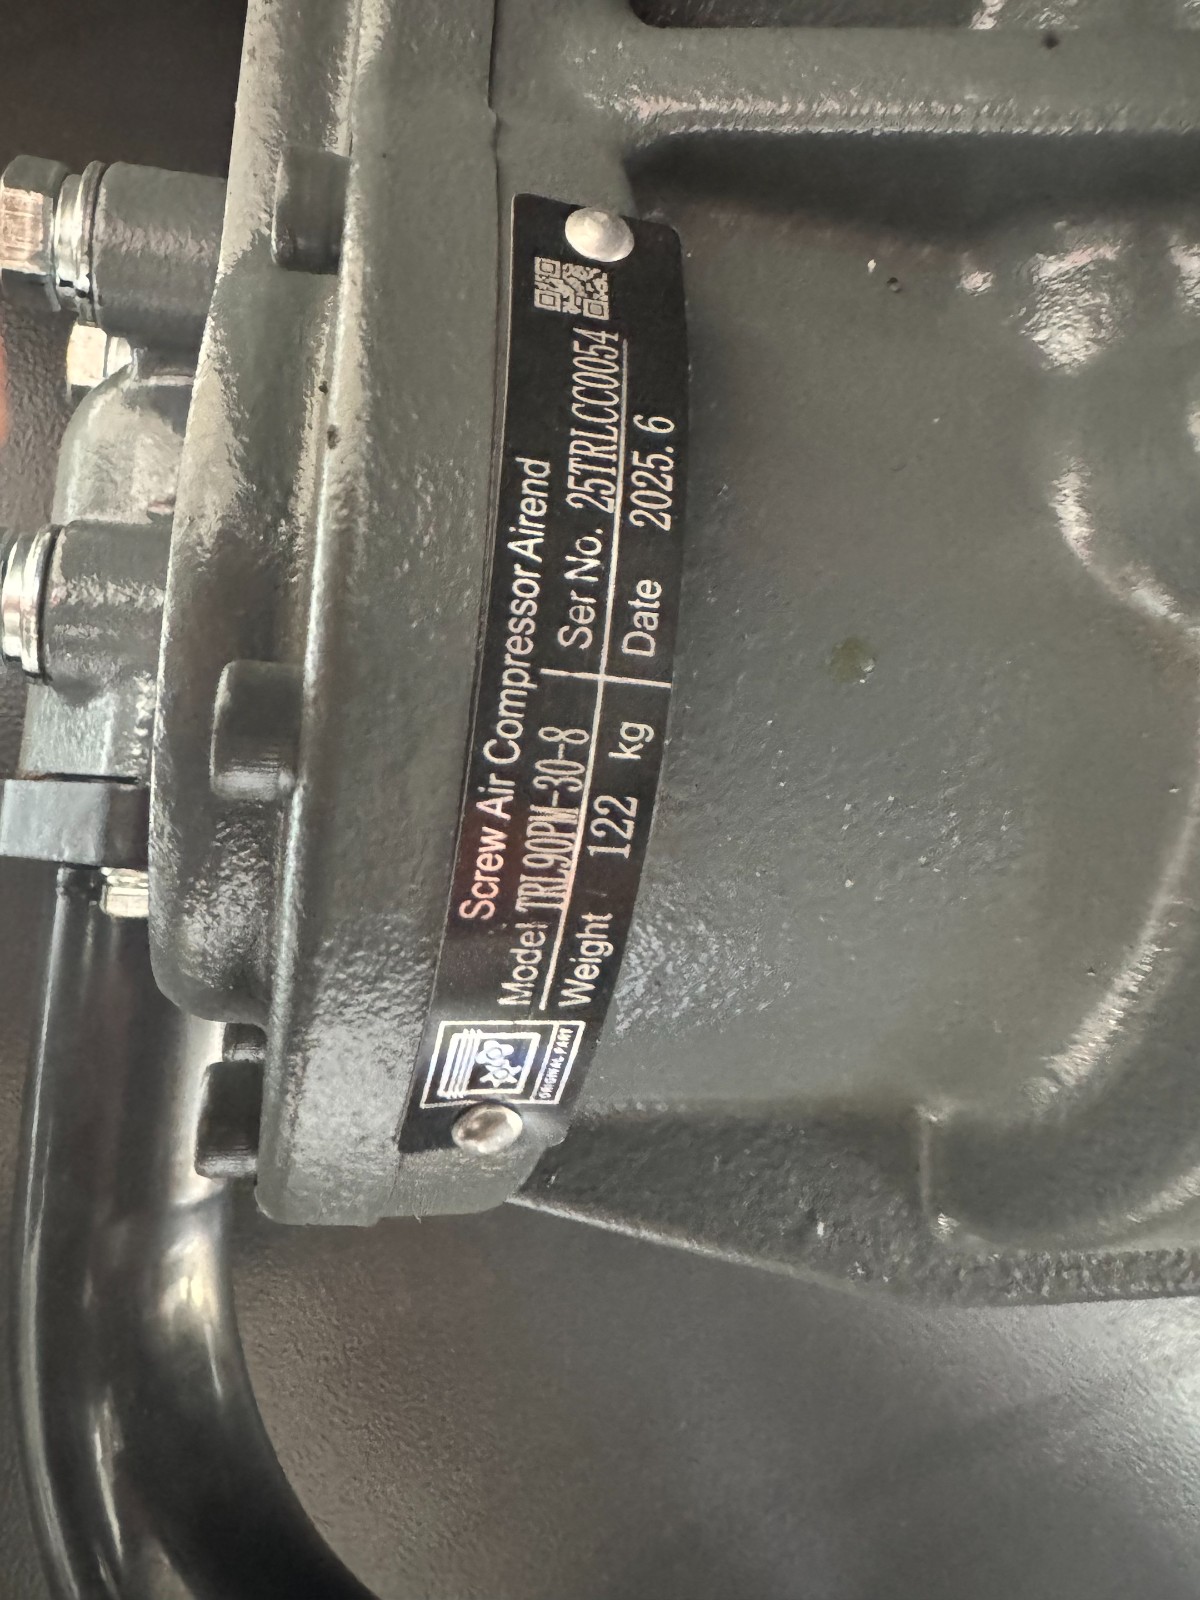 Screw Air Compressor Airend
Model TRL90PM-30-8
Ser No. 25TRLCC0054
Weight 122 kg
Date 2025.6
ORIGINAL PART